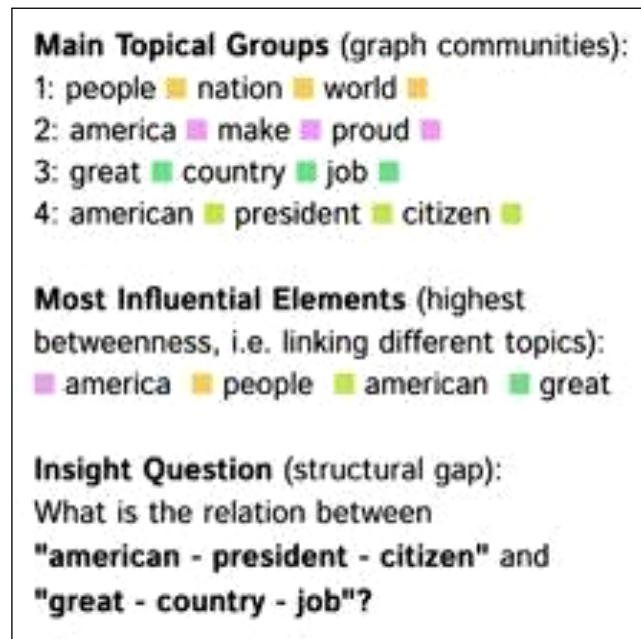 Main Topical Groups (graph communities):
1: people nation world
2: america make proud
3: great country job
4: american president citizen
Most Influential Elements (highest
betweenness, i.e. linking different topics):
america people american great
Insight Question (structural gap):
What is the relation between
"american - president - citizen" and
"great - country - job"?